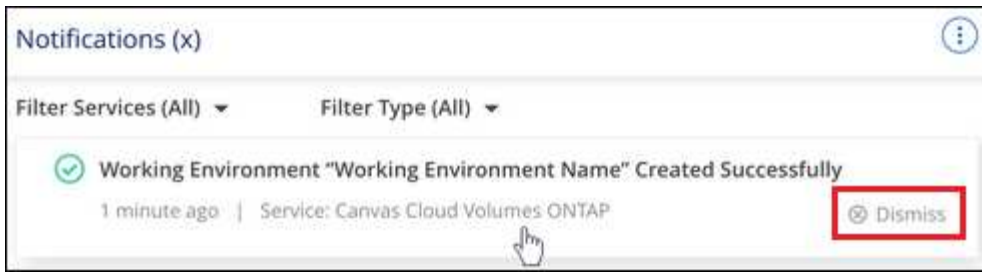 Notifications (x)
Filter Services (All) Filter Type (All)
Working Environment “Working Environment Name” Created Successfully
1 minute ago | Service: Canvas Cloud Volumes ONTAP Dismiss